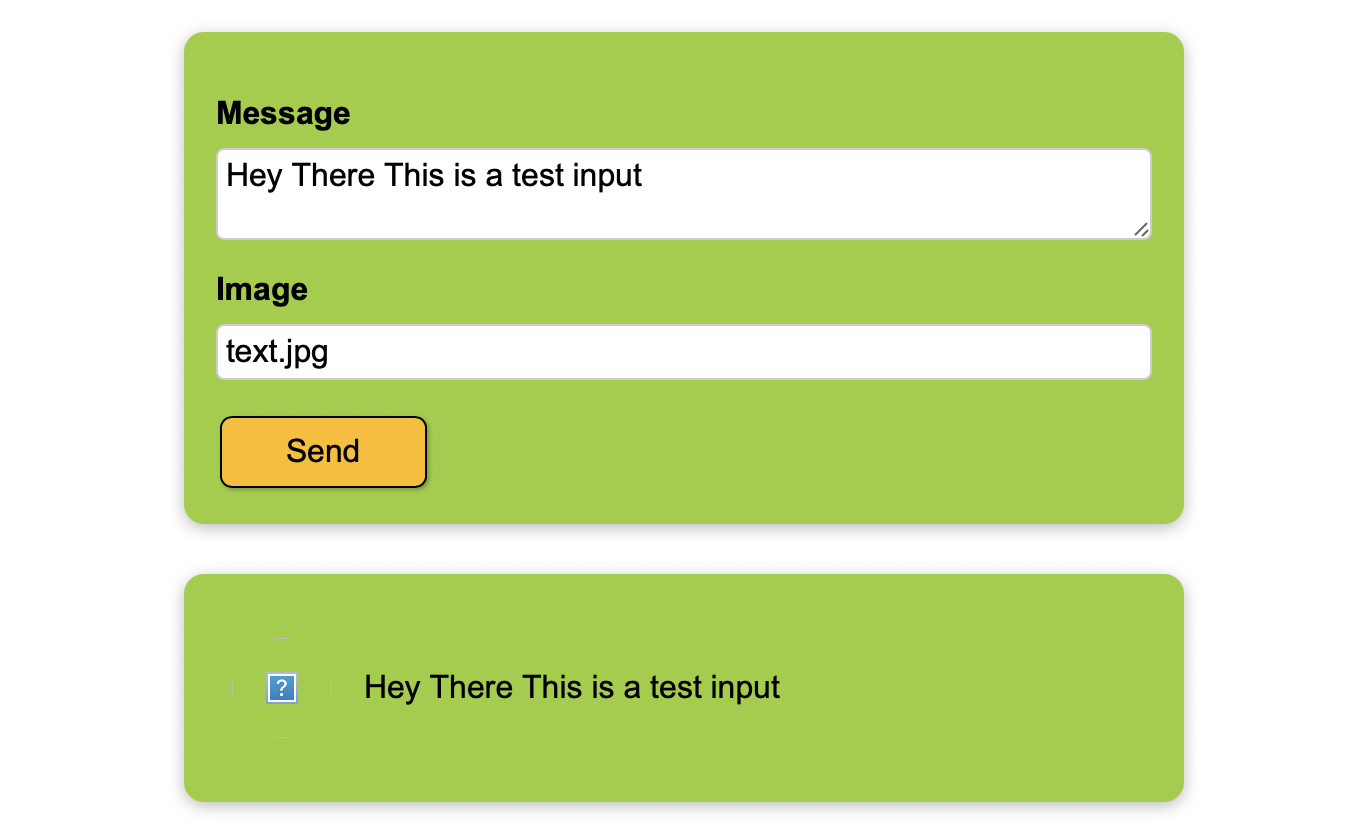 Message
Hey There This is a test input
Image
text.jpg
Send
?
Hey There This is a test input